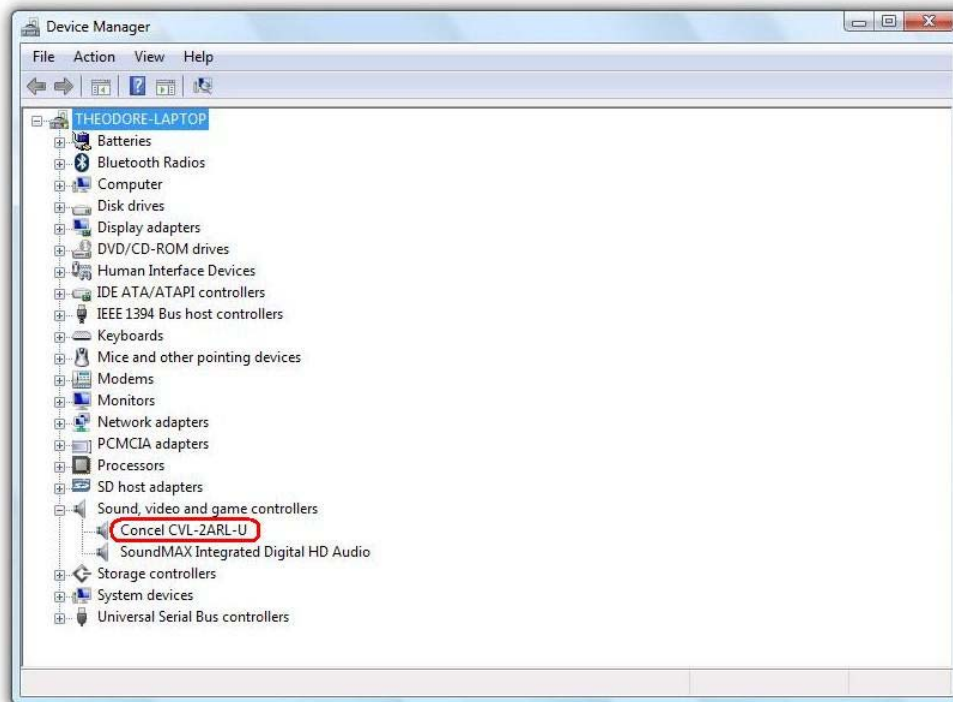 Device Manager
File Action View Help
THEODORE-LAPTOP
Batteries
Bluetooth Radios
Computer
Disk drives
Display adapters
DVD/CD-ROM drives
Human Interface Devices
IDE ATA/ATAPI controllers
IEEE 1394 Bus host controllers
Keyboards
Mice and other pointing devices
Modems
Monitors
Network adapters
PCMCIA adapters
Processors
SD host adapters
Sound, video and game controllers
Concel CVL-2ARL-U
SoundMAX Integrated Digital HD Audio
Storage controllers
System devices
Universal Serial Bus controllers